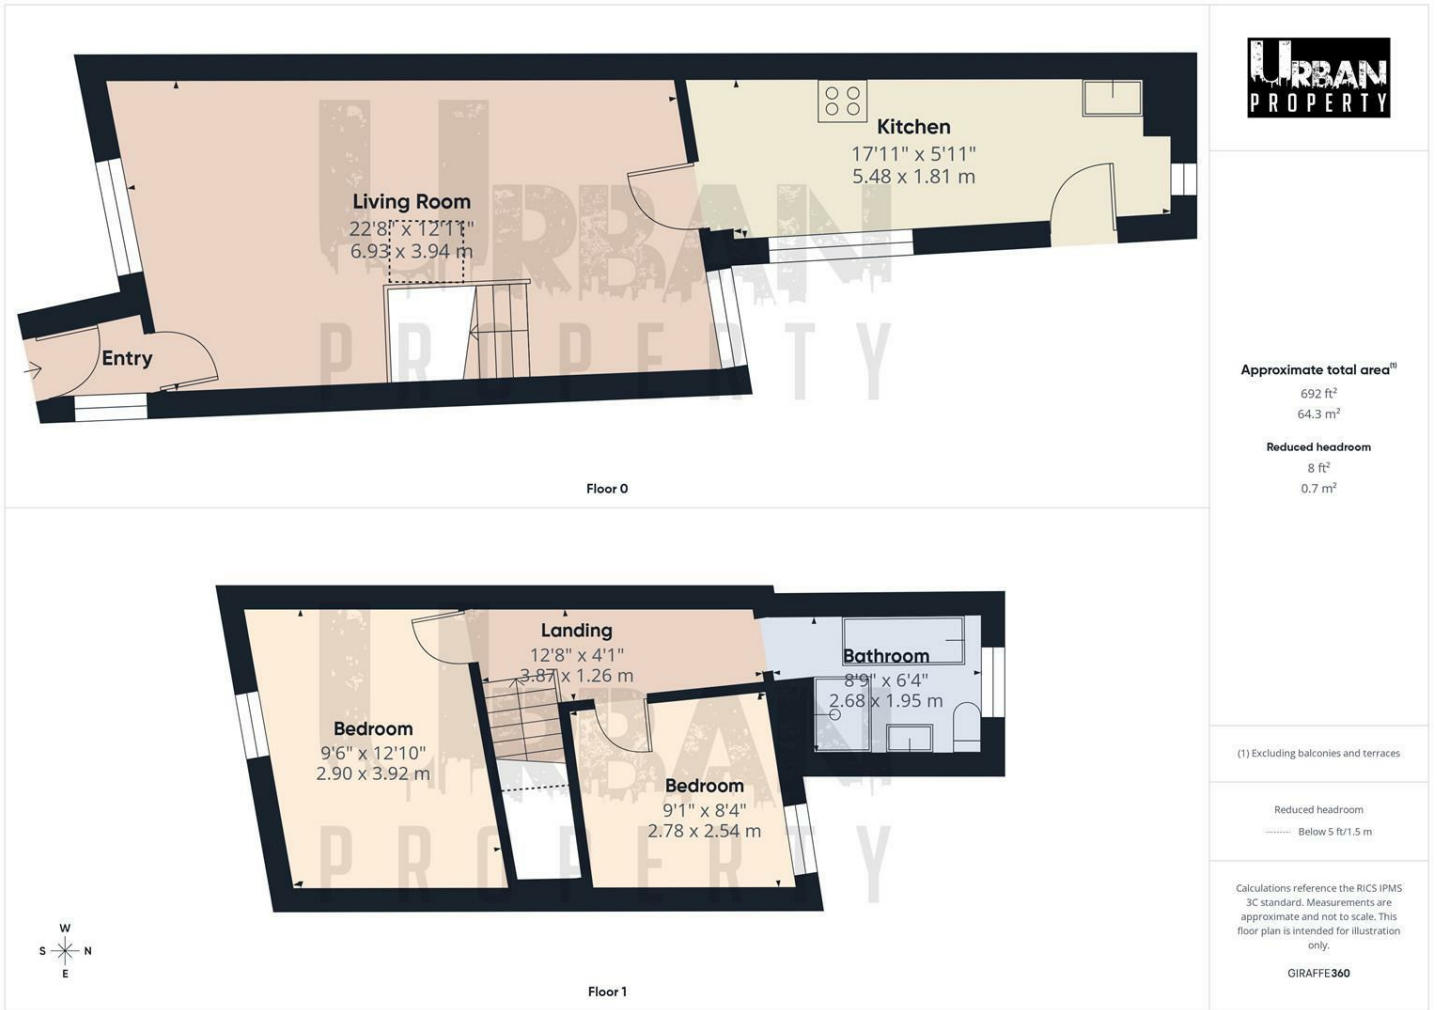 URBAN
PROPERTY
Living Room
22'8" x 12'11"
6.93 x 3.94 m
Kitchen
17'11" x 5'11"
5.48 x 1.81 m
Entry
URBAN
PROPERTY
Floor 0
Approximate total area(1)
692 ft²
64.3 m²
Reduced headroom
8 ft²
0.7 m²
Landing
12'8" x 4'1"
3.87 x 1.26 m
Bathroom
8'9" x 6'4"
2.68 x 1.95 m
Bedroom
9'6" x 12'10"
2.90 x 3.92 m
Bedroom
9'1" x 8'4"
2.78 x 2.54 m
URBAN
PROPERTY
W
S N
E
Floor 1
(1) Excluding balconies and terraces
Reduced headroom
Below 5 ft/1.5 m
Calculations reference the RICS IPMS
3C standard. Measurements are
approximate and not to scale. This
floor plan is intended for illustration
only.
GIRAFFE360